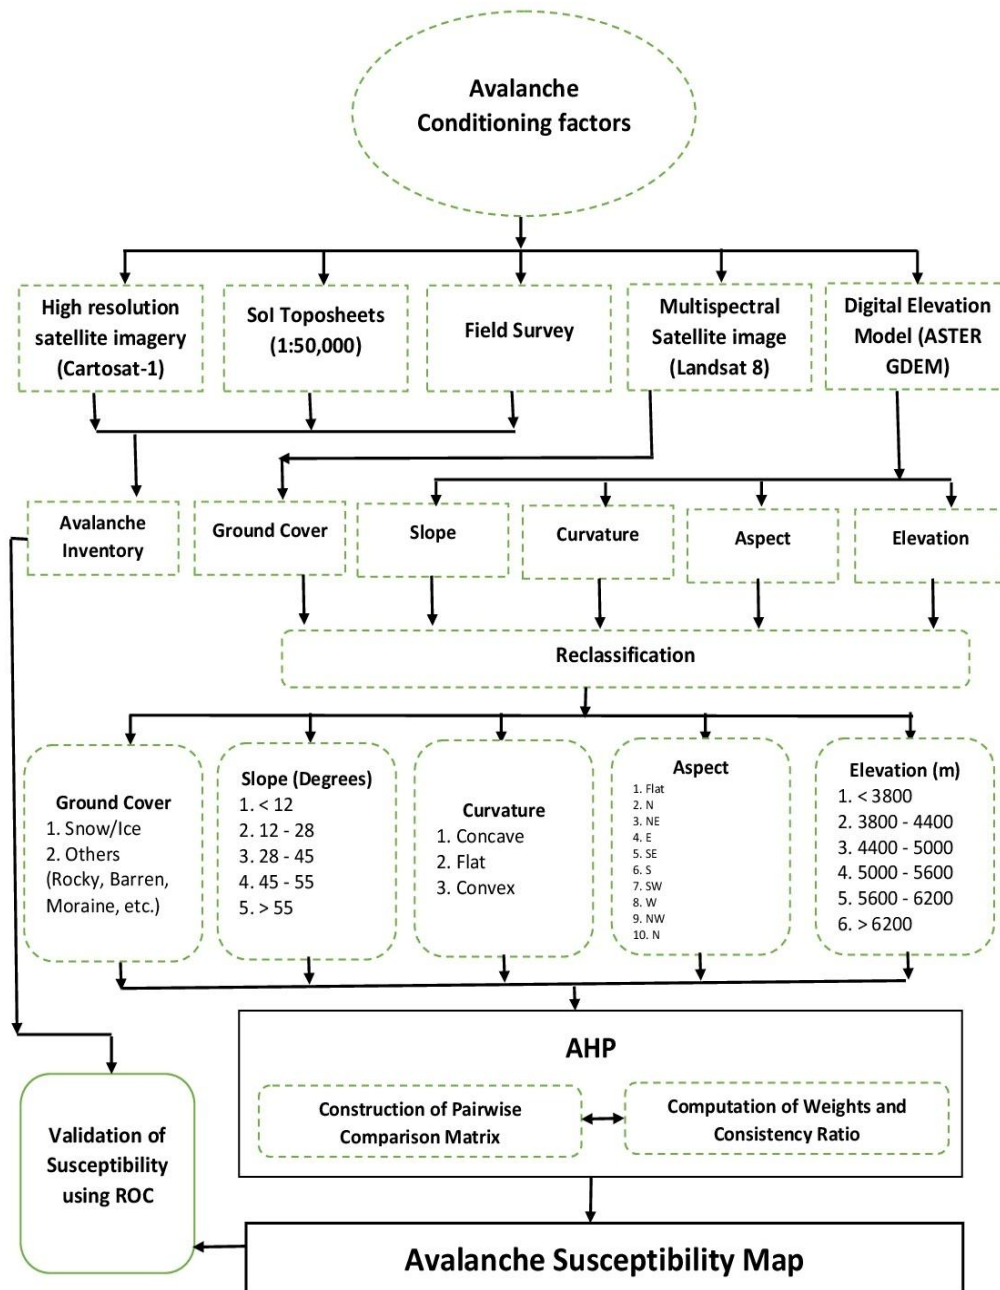 Avalanche
Conditioning factors
High resolution
satellite imagery
(Cartosat-1)
SoI Toposheets
(1:50,000)
Field Survey
Multispectral
Satellite image
(Landsat 8)
Digital Elevation
Model (ASTER
GDEM)
Avalanche
Inventory
Ground Cover
Slope
Curvature
Aspect
Elevation
Reclassification
Ground Cover
1. Snow/Ice
2. Others
(Rocky, Barren,
Moraine, etc.)
Slope (Degrees)
1. < 12
2. 12 - 28
3. 28 - 45
4. 45 - 55
5. > 55
Curvature
1. Concave
2. Flat
3. Convex
Aspect
1. Flat
2. N
3. NE
4. E
5. SE
6. S
7. SW
8. W
9. NW
10. N
Elevation (m)
1. < 3800
2. 3800 - 4400
3. 4400 - 5000
4. 5000 - 5600
5. 5600 - 6200
6. > 6200
AHP
Construction of Pairwise
Comparison Matrix
Computation of Weights and
Consistency Ratio
Validation of
Susceptibility
using ROC
Avalanche Susceptibility Map